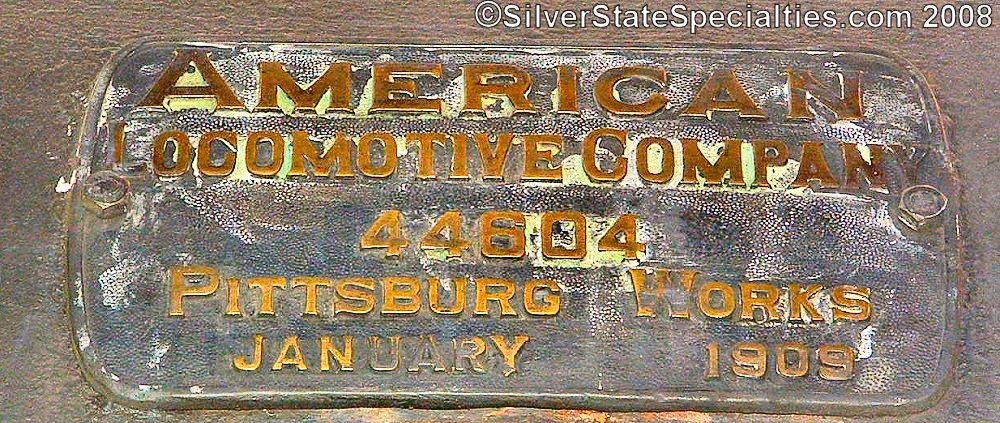 ©SilverStateSpecialties.com 2008
AMERICAN
LOCOMOTIVE COMPANY
44604
PITTSBURG WORKS
JANUARY 1909